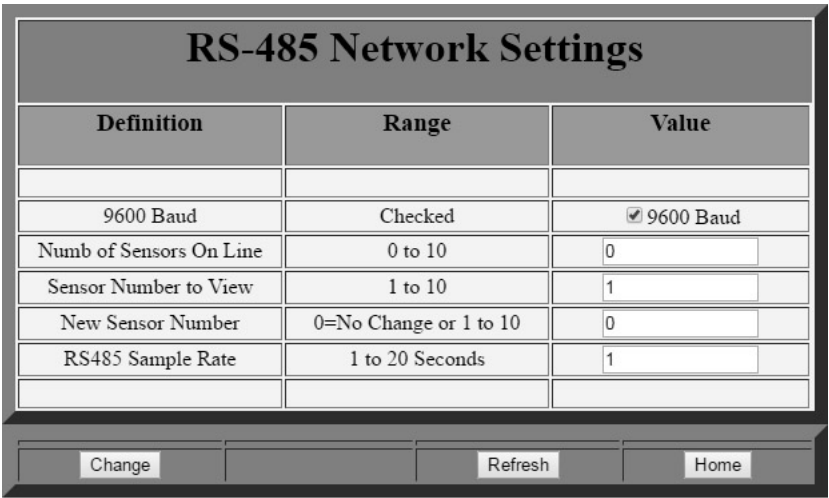 RS-485 Network Settings
Definition Range Value
9600 Baud Checked 9600 Baud
Numb of Sensors On Line 0 to 10 0
Sensor Number to View 1 to 10 1
New Sensor Number 0=No Change or 1 to 10 0
RS485 Sample Rate 1 to 20 Seconds 1
Change Refresh Home